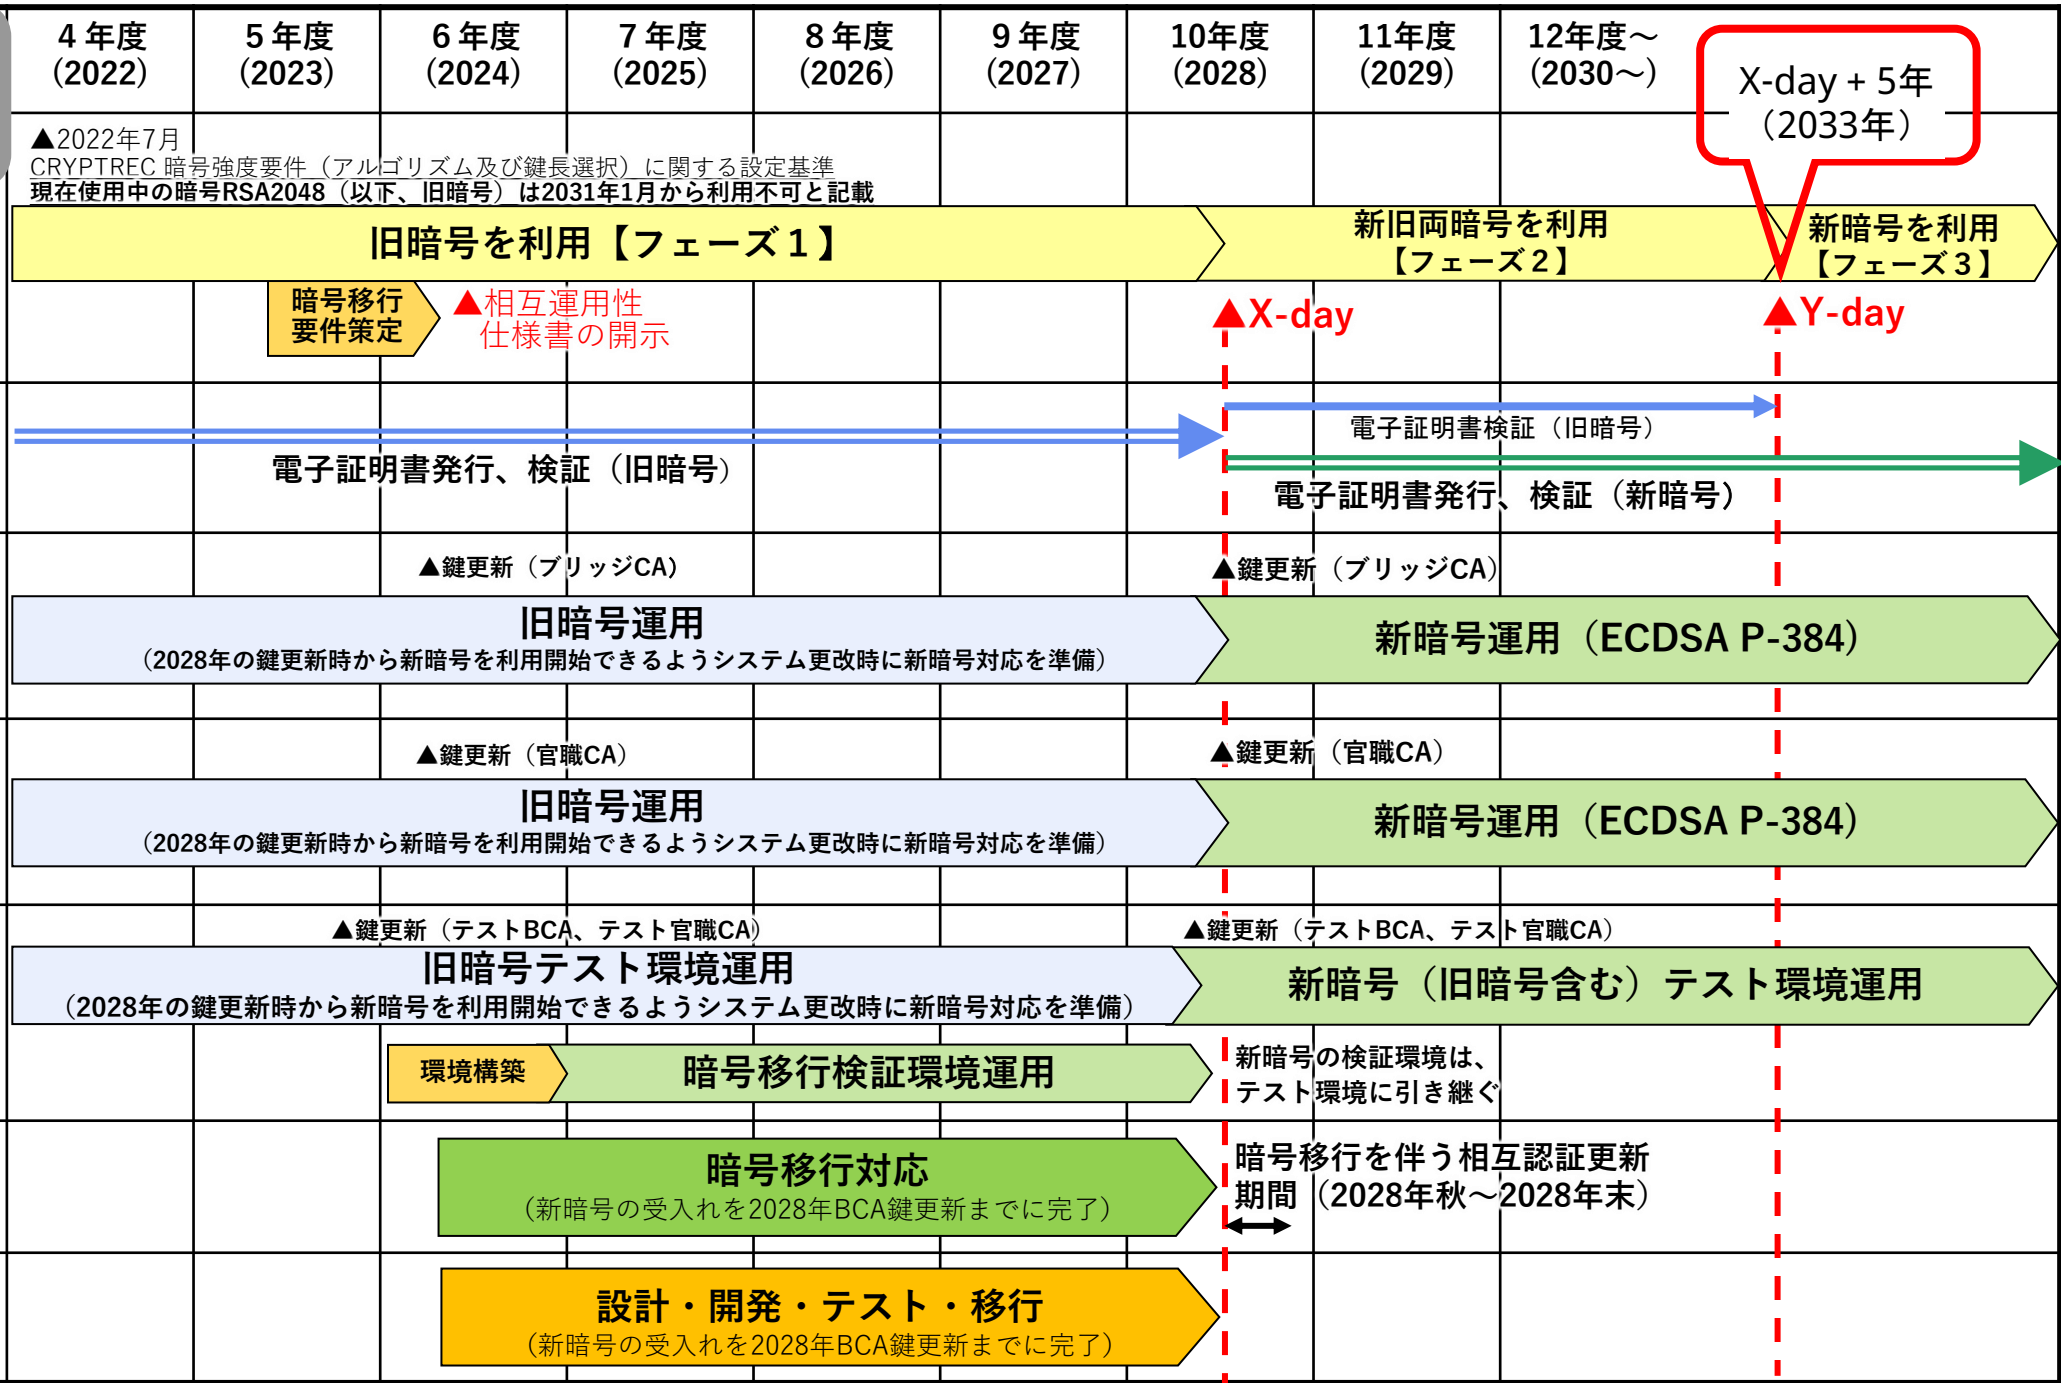 4年度
(2022)
5年度
(2023)
6年度
(2024)
7年度
(2025)
8年度
(2026)
9年度
(2027)
10年度
(2028)
11年度
(2029)
12年度～
(2030～)
X-day + 5年
（2033年）
▲2022年7月
CRYPTREC 暗号強度要件（アルゴリズム及び鍵長選択）に関する設定基準
現在使用中の暗号RSA2048（以下、旧暗号）は2031年1月から利用不可と記載
旧暗号を利用【フェーズ１】
新旧両暗号を利用
【フェーズ２】
新暗号を利用
【フェーズ３】
暗号移行
要件策定
▲相互運用性
仕様書の開示
▲X-day
▲Y-day
電子証明書検証（旧暗号）
電子証明書発行、検証（旧暗号）
電子証明書発行、検証（新暗号）
▲鍵更新（ブリッジCA）
▲鍵更新（ブリッジCA）
旧暗号運用
（2028年の鍵更新時から新暗号を利用開始できるようシステム更改時に新暗号対応を準備）
新暗号運用（ECDSA P-384）
▲鍵更新（官職CA）
▲鍵更新（官職CA）
旧暗号運用
（2028年の鍵更新時から新暗号を利用開始できるようシステム更改時に新暗号対応を準備）
新暗号運用（ECDSA P-384）
▲鍵更新（テストBCA、テスト官職CA）
▲鍵更新（テストBCA、テスト官職CA）
旧暗号テスト環境運用
（2028年の鍵更新時から新暗号を利用開始できるようシステム更改時に新暗号対応を準備）
新暗号（旧暗号含む）テスト環境運用
環境構築
暗号移行検証環境運用
新暗号の検証環境は、
テスト環境に引き継ぐ
暗号移行対応
（新暗号の受入れを2028年BCA鍵更新までに完了）
暗号移行を伴う相互認証更新
期間（2028年秋～2028年末）
設計・開発・テスト・移行
（新暗号の受入れを2028年BCA鍵更新までに完了）